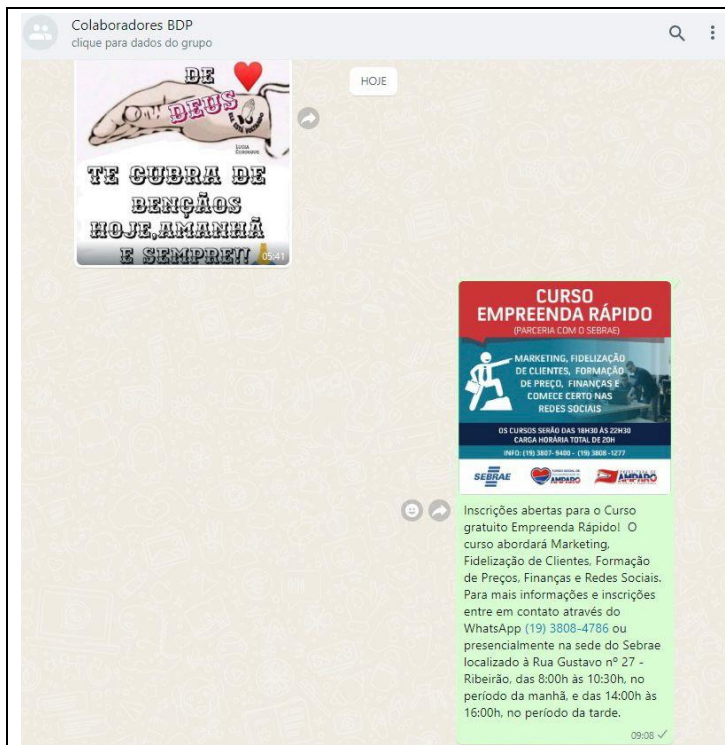 Colaboradores BDP
clique para dados do grupo
HOJE
DE
DEUS
ELE ESTÁ VOLTANDO
TE CUBRA DE
BENÇÃOS
HOJE,AMANHÃ
E SEMPRE!!
05:41
CURSO
EMPREENDA RÁPIDO
(PARCERIA COM O SEBRAE)
MARKETING, FIDELIZAÇÃO
DE CLIENTES, FORMAÇÃO
DE PREÇO, FINANÇAS E
COMECE CERTO NAS
REDES SOCIAIS
OS CURSOS SERÃO DAS 18H30 ÀS 22H30
CARGA HORÁRIA TOTAL DE 20H
INFO: (19) 3807- 9400 - (19) 3808 -1277
SEBRAE
AMPARO
AMPARO
Inscrições abertas para o Curso
gratuito Empreenda Rápido! O
curso abordará Marketing,
Fidelização de Clientes, Formação
de Preços, Finanças e Redes Sociais.
Para mais informações e inscrições
entre em contato através do
WhatsApp (19) 3808-4786 ou
presencialmente na sede do Sebrae
localizado à Rua Gustavo nº 27 -
Ribeirão, das 8:00h às 10:30h, no
período da manhã, e das 14:00h às
16:00h, no período da tarde.
09:08